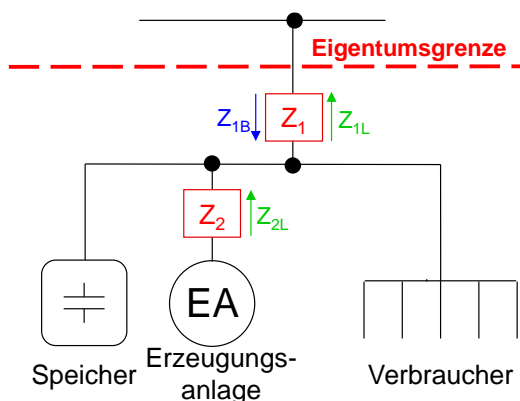 Eigentumsgrenze
Z1B
Z1
Z1L
Z2
Z2L
EA
Speicher
Erzeugungs-
anlage
Verbraucher